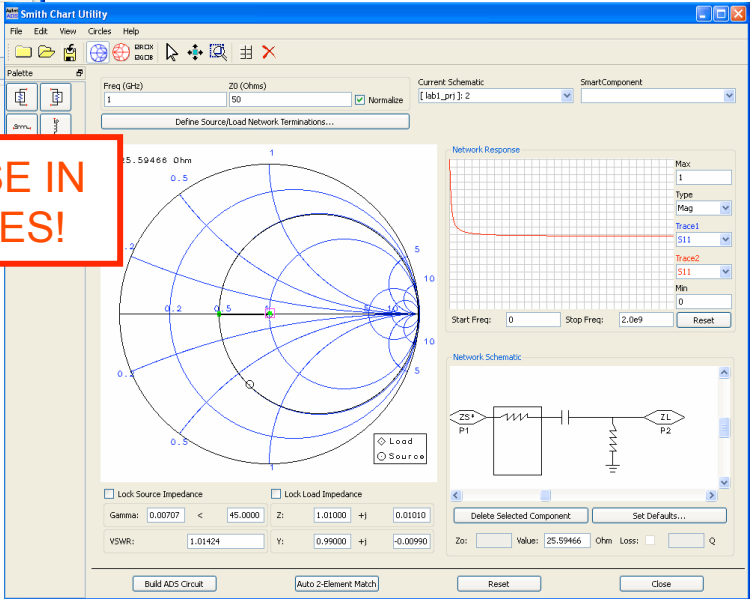 Smith Chart Utility
File Edit View Circles Help
Palette
Freq (GHz) Z0 (Ohms) Current Schematic SmartComponent
1 50 Normalize [ lab1_prj ]: 2
Define Source/Load Network Terminations...
SE IN
ES!
25.59466 Ohm
1
0.5
5
10
0.2 0.5 1 5 10
10
5
0.5
1
Load
Source
Network Response
Max
1
Type
Mag
Trace1
S11
Trace2
S11
Min
0
Start Freq: 0 Stop Freq: 2.0e9 Reset
Network Schematic
ZS* ZL
P1 P2
Lock Source Impedance Lock Load Impedance
Gamma: 0.00707 < 45.0000 Z: 1.01000 +j 0.01010
VSWR: 1.01424 Y: 0.99000 +j -0.00990
Delete Selected Component Set Defaults...
Zo: Value: 25.59466 Ohm Loss: Q
Build ADS Circuit Auto 2-Element Match Reset Close